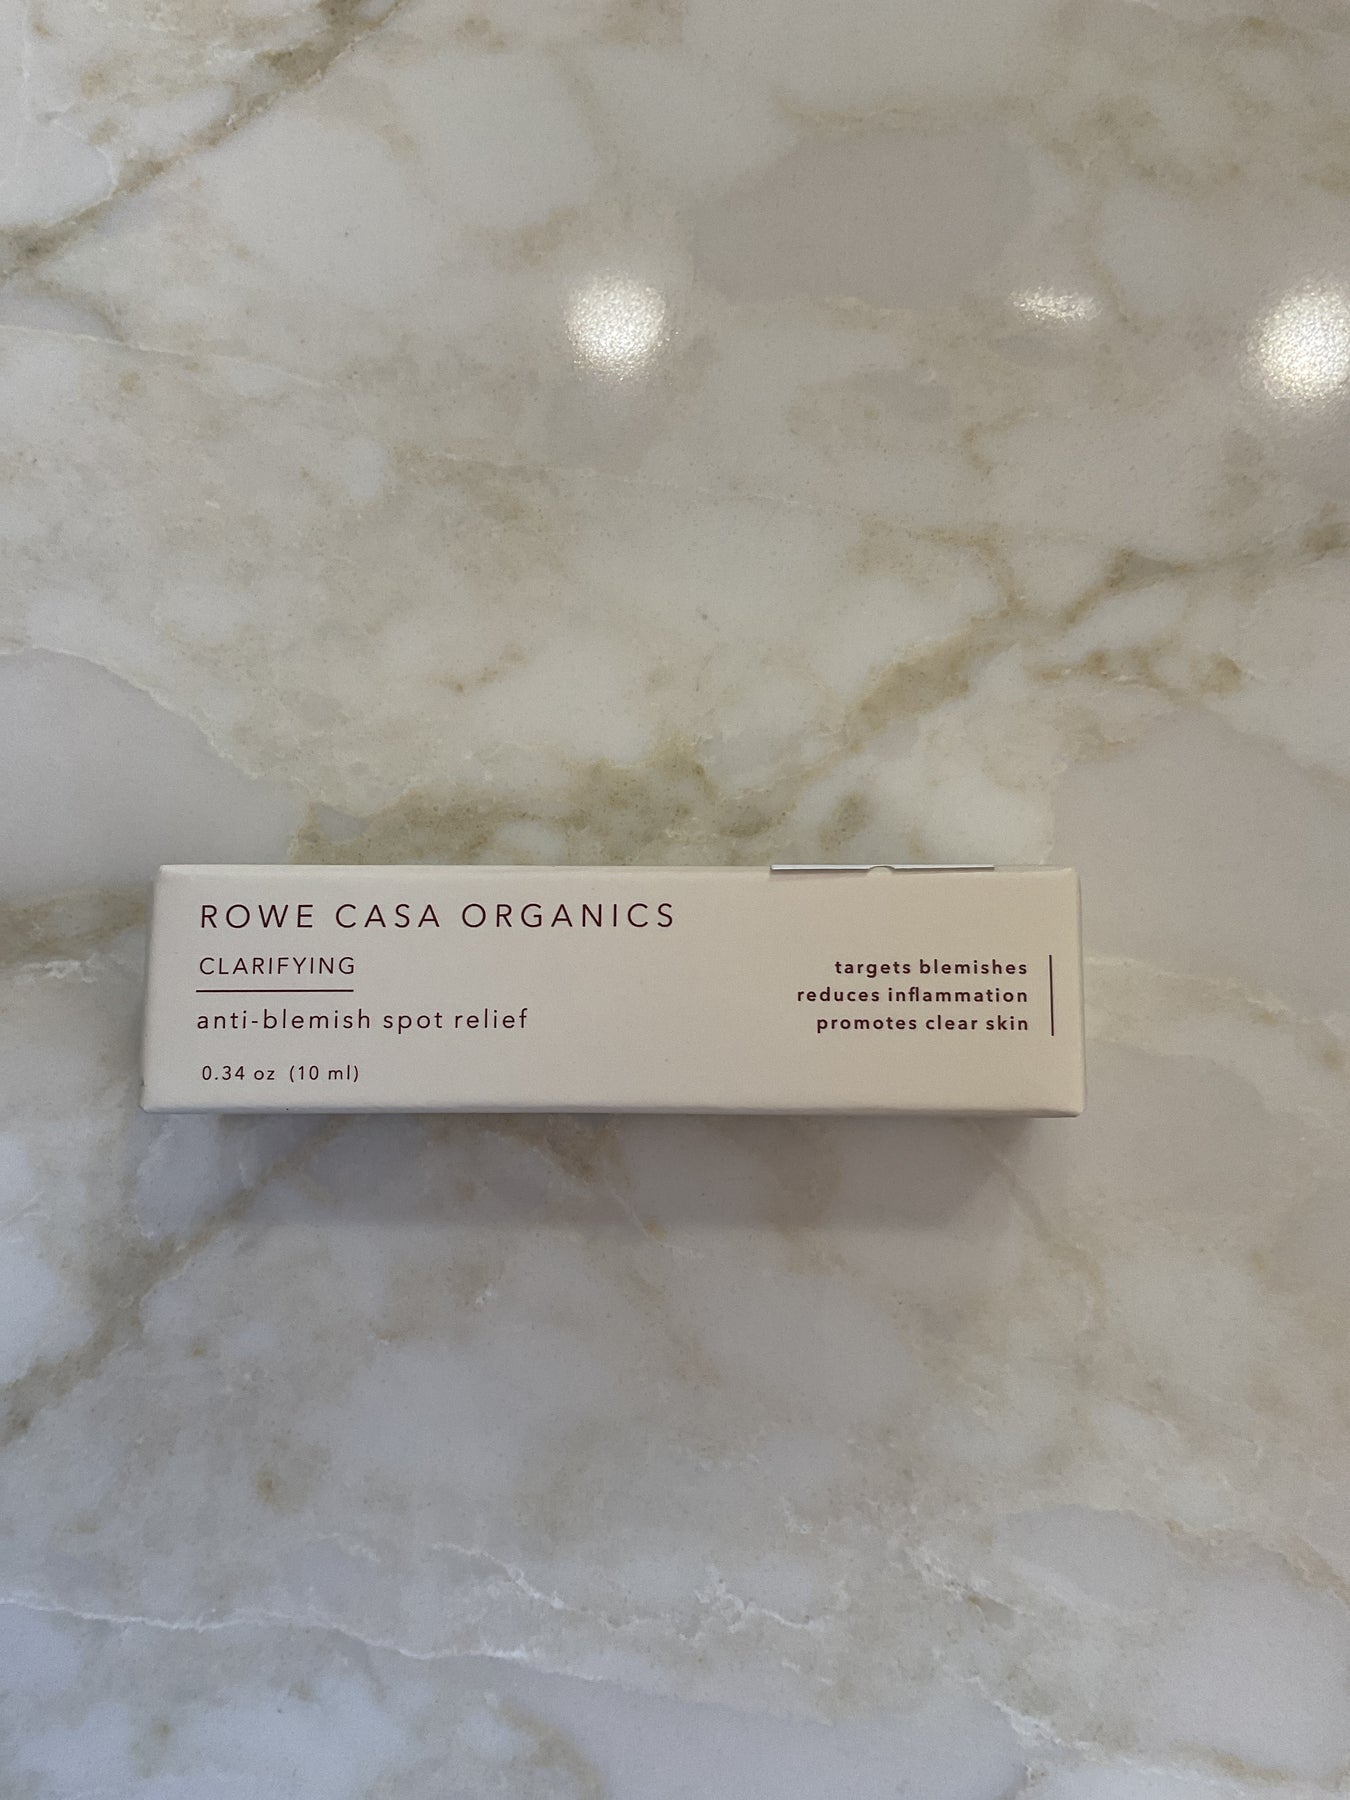 ROWE CASA ORGANICS
CLARIFYING
anti-blemish spot relief
0.34 oz (10 ml)
targets blemishes
reduces inflammation
promotes clear skin